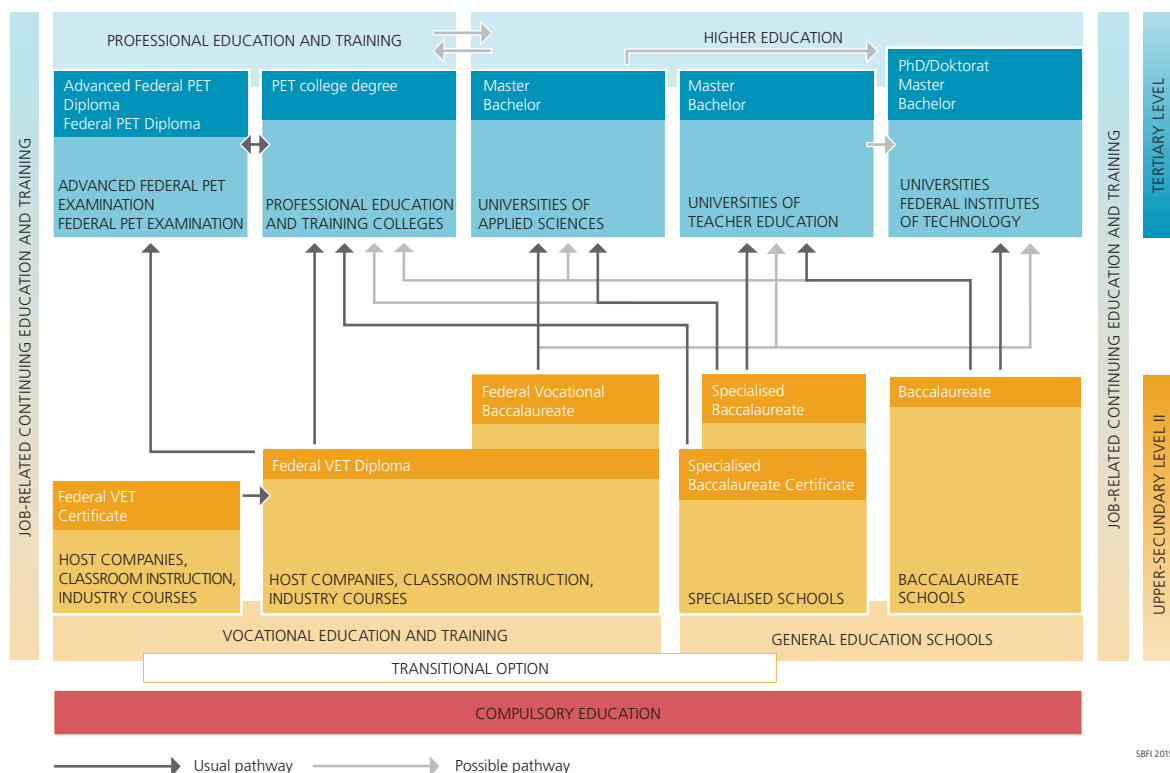 JOB-RELATED CONTINUING EDUCATION AND TRAINING
PROFESSIONAL EDUCATION AND TRAINING
HIGHER EDUCATION
Advanced Federal PET
Diploma
Federal PET Diploma
ADVANCED FEDERAL PET
EXAMINATION
FEDERAL PET EXAMINATION
PET college degree
PROFESSIONAL EDUCATION
AND TRAINING COLLEGES
Master
Bachelor
UNIVERSITIES OF
APPLIED SCIENCES
Master
Bachelor
UNIVERSITIES OF
TEACHER EDUCATION
PhD/Doktorat
Master
Bachelor
UNIVERSITIES
FEDERAL INSTITUTES
OF TECHNOLOGY
JOB-RELATED CONTINUING EDUCATION AND TRAINING
TERTIARY LEVEL
Federal VET
Certificate
HOST COMPANIES,
CLASSROOM INSTRUCTION,
INDUSTRY COURSES
Federal Vocational
Baccalaureate
Federal VET Diploma
HOST COMPANIES, CLASSROOM INSTRUCTION,
INDUSTRY COURSES
Specialised
Baccalaureate
Specialised
Baccalaureate Certificate
SPECIALISED SCHOOLS
Baccalaureate
BACCALAUREATE
SCHOOLS
UPPER-SECUNDARY LEVEL II
VOCATIONAL EDUCATION AND TRAINING
GENERAL EDUCATION SCHOOLS
TRANSITIONAL OPTION
COMPULSORY EDUCATION
Usual pathway
Possible pathway
SBFI 2015